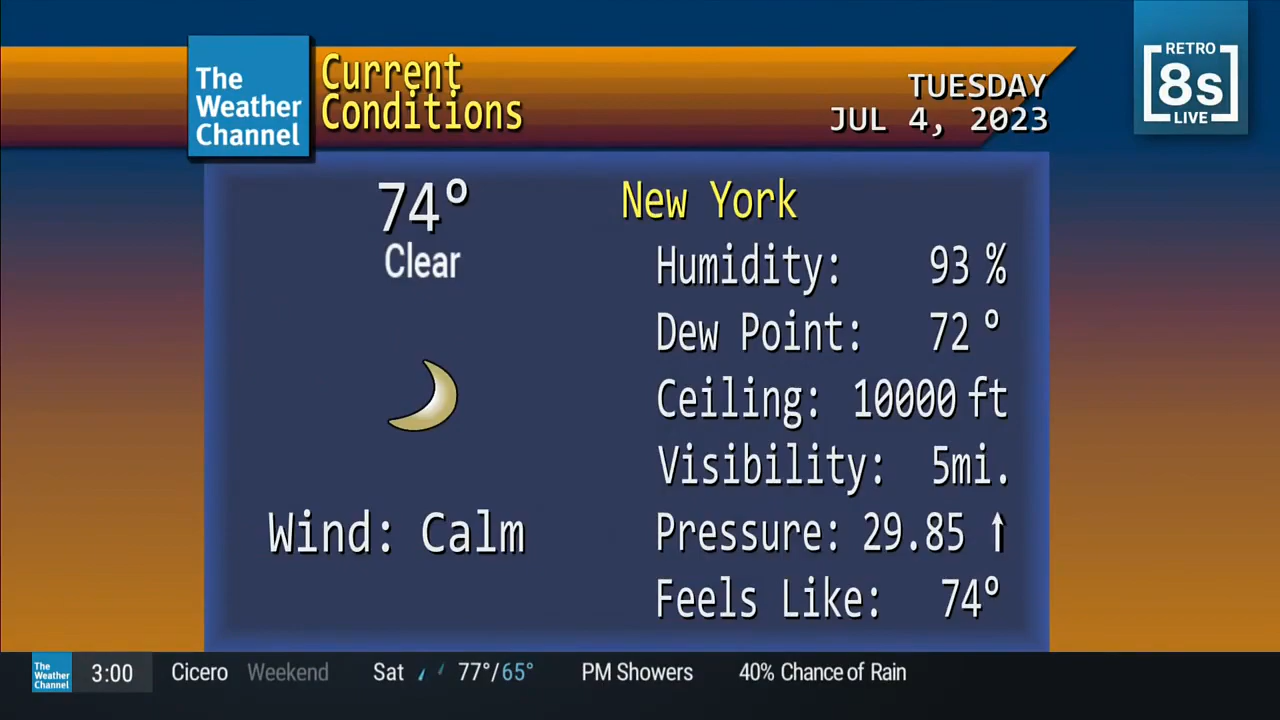 The
Weather
Channel
Current
Conditions
TUESDAY
JUL 4, 2023
RETRO
8s
LIVE
74°
Clear
Wind: Calm
New York
Humidity: 93 %
Dew Point: 72 °
Ceiling: 10000 ft
Visibility: 5mi.
Pressure: 29.85 ↑
Feels Like: 74°
The
Weather
Channel
3:00 Cicero Weekend Sat 77°/65° PM Showers 40% Chance of Rain